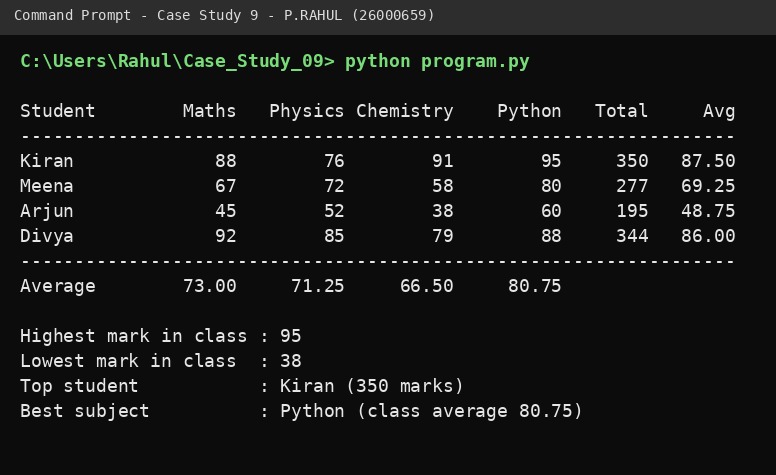 Command Prompt - Case Study 9 - P.RAHUL (26000659)
C:\Users\Rahul\Case_Study_09> python program.py
Student        Maths   Physics Chemistry    Python   Total     Avg
------------------------------------------------------------------
Kiran             88        76        91        95     350   87.50
Meena             67        72        58        80     277   69.25
Arjun             45        52        38        60     195   48.75
Divya             92        85        79        88     344   86.00
------------------------------------------------------------------
Average        73.00     71.25     66.50     80.75
Highest mark in class : 95
Lowest mark in class  : 38
Top student           : Kiran (350 marks)
Best subject          : Python (class average 80.75)